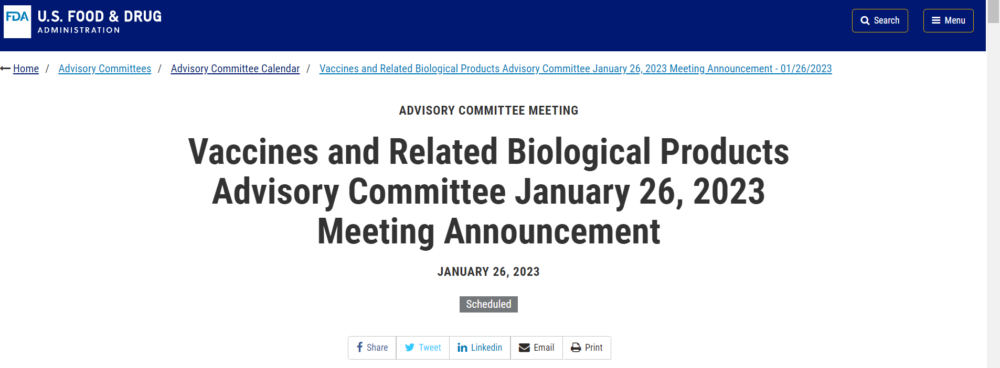 FDA U.S. FOOD & DRUG
ADMINISTRATION
Search
Menu
Home / Advisory Committees / Advisory Committee Calendar / Vaccines and Related Biological Products Advisory Committee January 26, 2023 Meeting Announcement - 01/26/2023
ADVISORY COMMITTEE MEETING
Vaccines and Related Biological Products
Advisory Committee January 26, 2023
Meeting Announcement
JANUARY 26, 2023
Scheduled
Share Tweet Linkedin Email Print